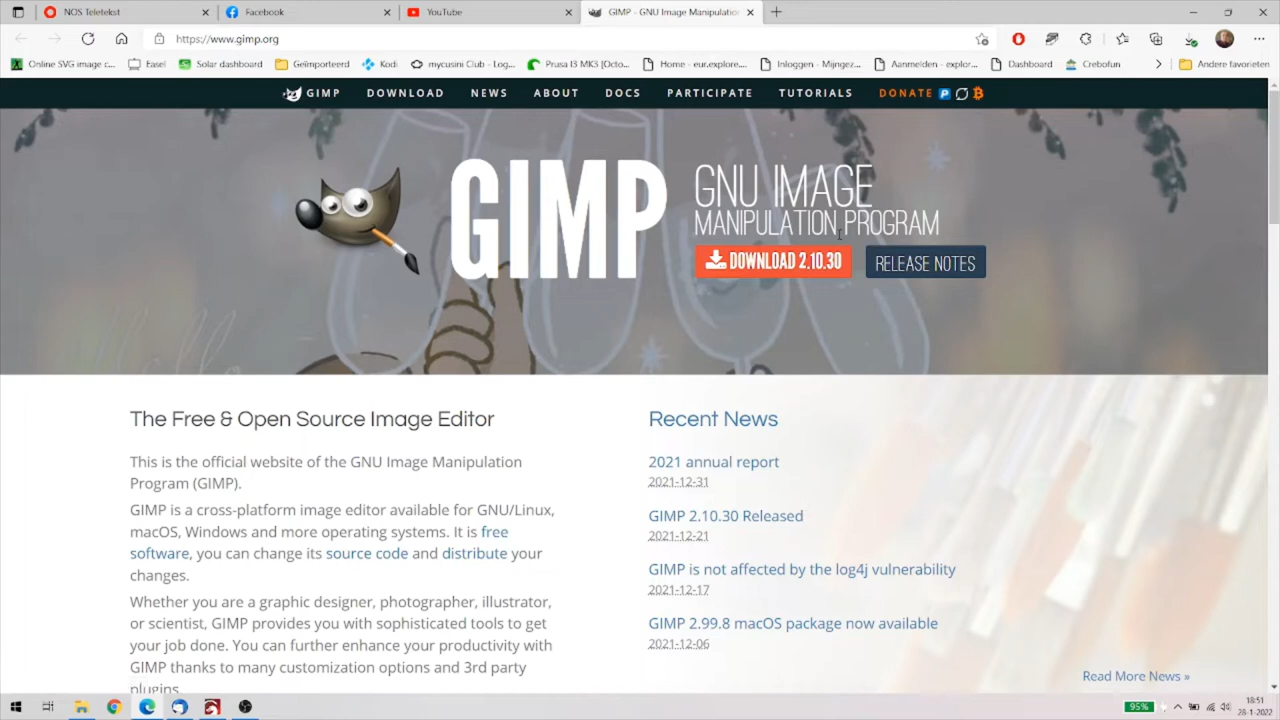 NOS Teletekst
Facebook
YouTube
GIMP - GNU Image Manipulation
https://www.gimp.org
Online SVG image c...
Easel
Solar dashboard
Geïmporteerd
Kodi
mycusini Club - Log...
Prusa I3 MK3 [Octo...
Home - eur.explore...
Inloggen - Mijngez...
Aanmelden - explor...
Dashboard
Crebofun
Andere favorieten
GIMP
DOWNLOAD
NEWS
ABOUT
DOCS
PARTICIPATE
TUTORIALS
DONATE
GIMP
GNU IMAGE
MANIPULATION PROGRAM
DOWNLOAD 2.10.30
RELEASE NOTES
The Free & Open Source Image Editor
This is the official website of the GNU Image Manipulation
Program (GIMP).
GIMP is a cross-platform image editor available for GNU/Linux,
macOS, Windows and more operating systems. It is free
software, you can change its source code and distribute your
changes.
Whether you are a graphic designer, photographer, illustrator,
or scientist, GIMP provides you with sophisticated tools to get
your job done. You can further enhance your productivity with
GIMP thanks to many customization options and 3rd party
plugins.
Recent News
2021 annual report
2021-12-31
GIMP 2.10.30 Released
2021-12-21
GIMP is not affected by the log4j vulnerability
2021-12-17
GIMP 2.99.8 macOS package now available
2021-12-06
Read More News »
95%
18:51
28-1-2022